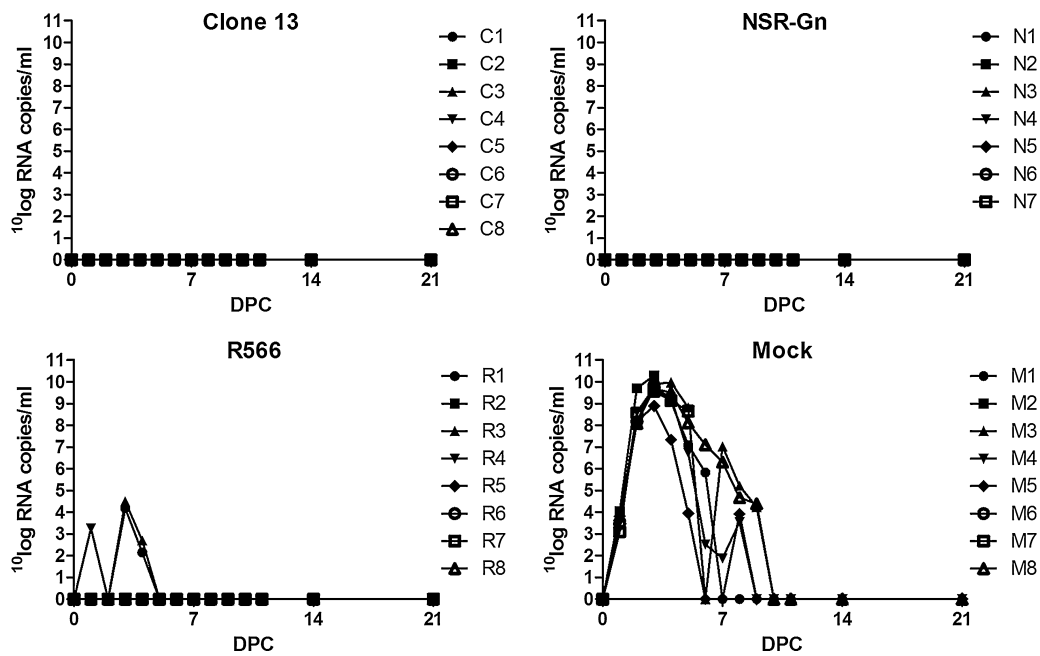 Clone 13
¹⁰log RNA copies/ml
11
10
9
8
7
6
5
4
3
2
1
0
0 7 14 21
DPC
C1
C2
C3
C4
C5
C6
C7
C8
NSR-Gn
¹⁰log RNA copies/ml
11
10
9
8
7
6
5
4
3
2
1
0
0 7 14 21
DPC
N1
N2
N3
N4
N5
N6
N7
R566
¹⁰log RNA copies/ml
11
10
9
8
7
6
5
4
3
2
1
0
0 7 14 21
DPC
R1
R2
R3
R4
R5
R6
R7
R8
Mock
¹⁰log RNA copies/ml
11
10
9
8
7
6
5
4
3
2
1
0
0 7 14 21
DPC
M1
M2
M3
M4
M5
M6
M7
M8